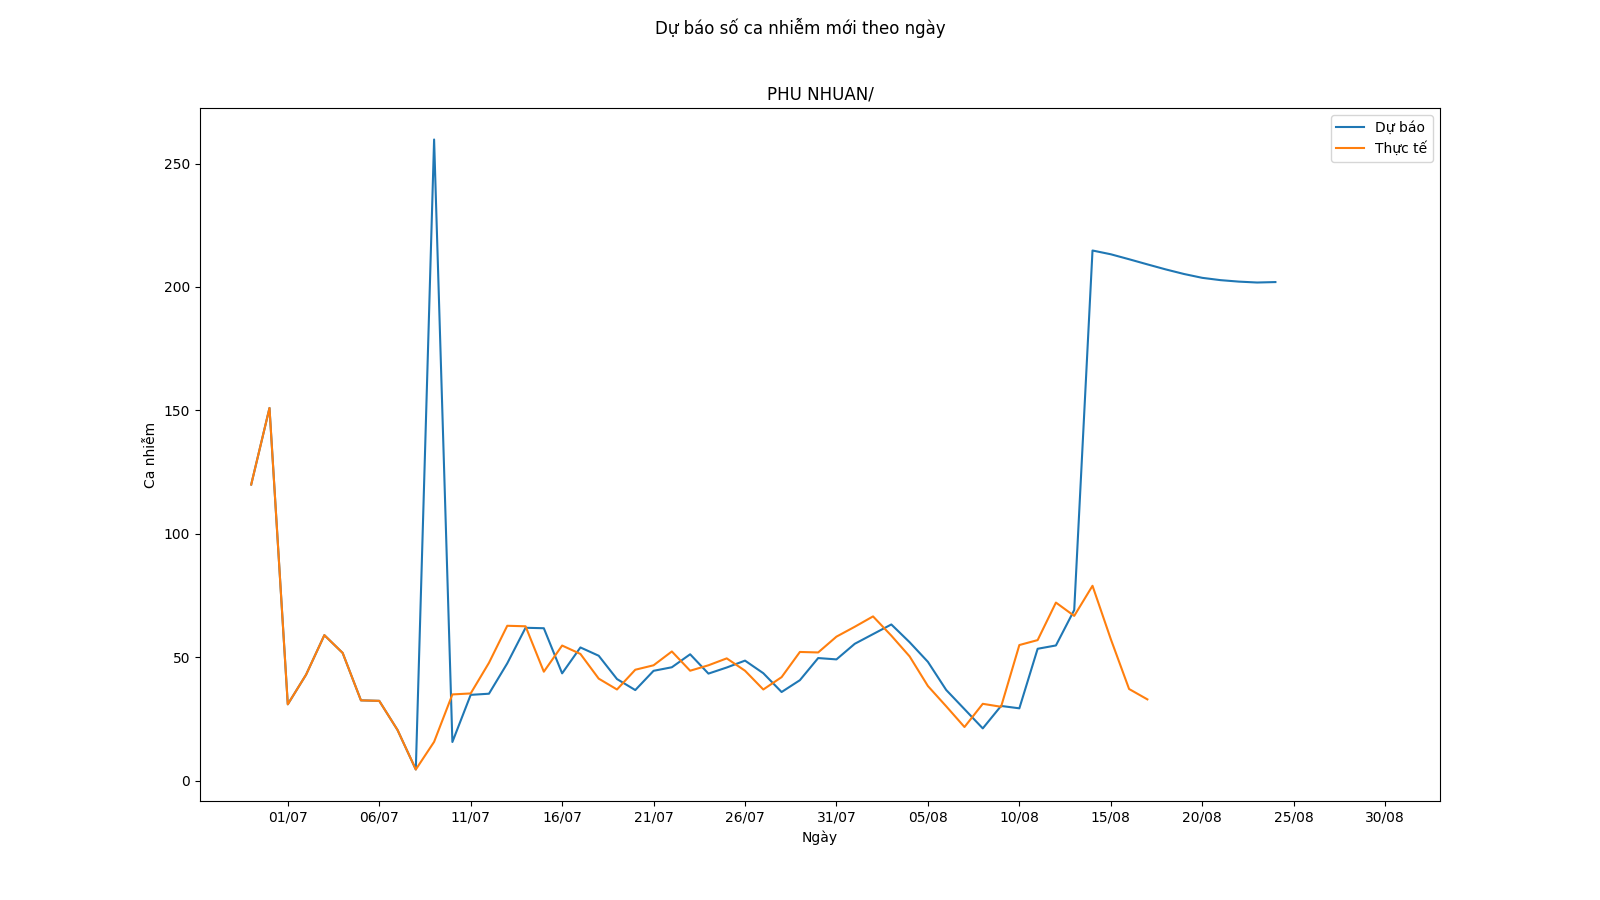 Dự báo số ca nhiễm mới theo ngày
PHU NHUAN/
Dự báo
Thực tế
250
200
150
100
50
0
Ca nhiễm
01/07 06/07 11/07 16/07 21/07 26/07 31/07 05/08 10/08 15/08 20/08 25/08 30/08
Ngày